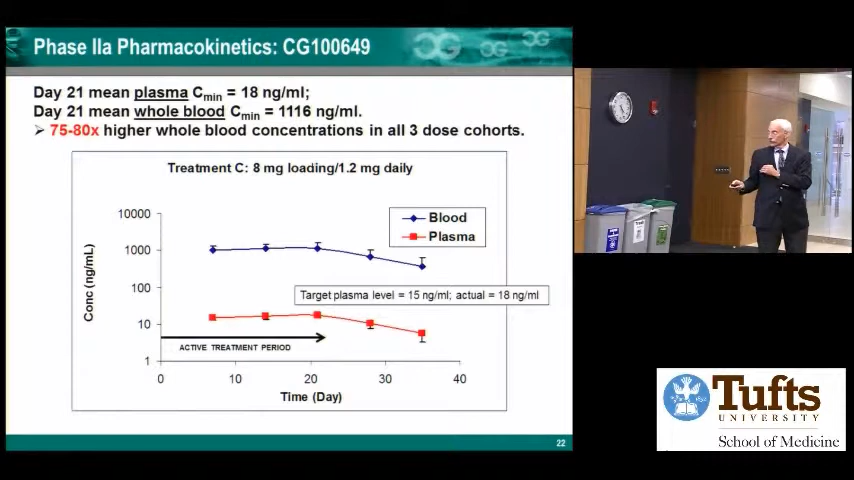 Phase IIa Pharmacokinetics: CG100649
Day 21 mean plasma Cmin = 18 ng/ml;
Day 21 mean whole blood Cmin = 1116 ng/ml.
➢ 75-80x higher whole blood concentrations in all 3 dose cohorts.
Treatment C: 8 mg loading/1.2 mg daily
Blood
Plasma
Conc (ng/mL)
10000
1000
100
10
1
Target plasma level = 15 ng/ml; actual = 18 ng/ml
ACTIVE TREATMENT PERIOD
0 10 20 30 40
Time (Day)
22
Tufts
UNIVERSITY
School of Medicine